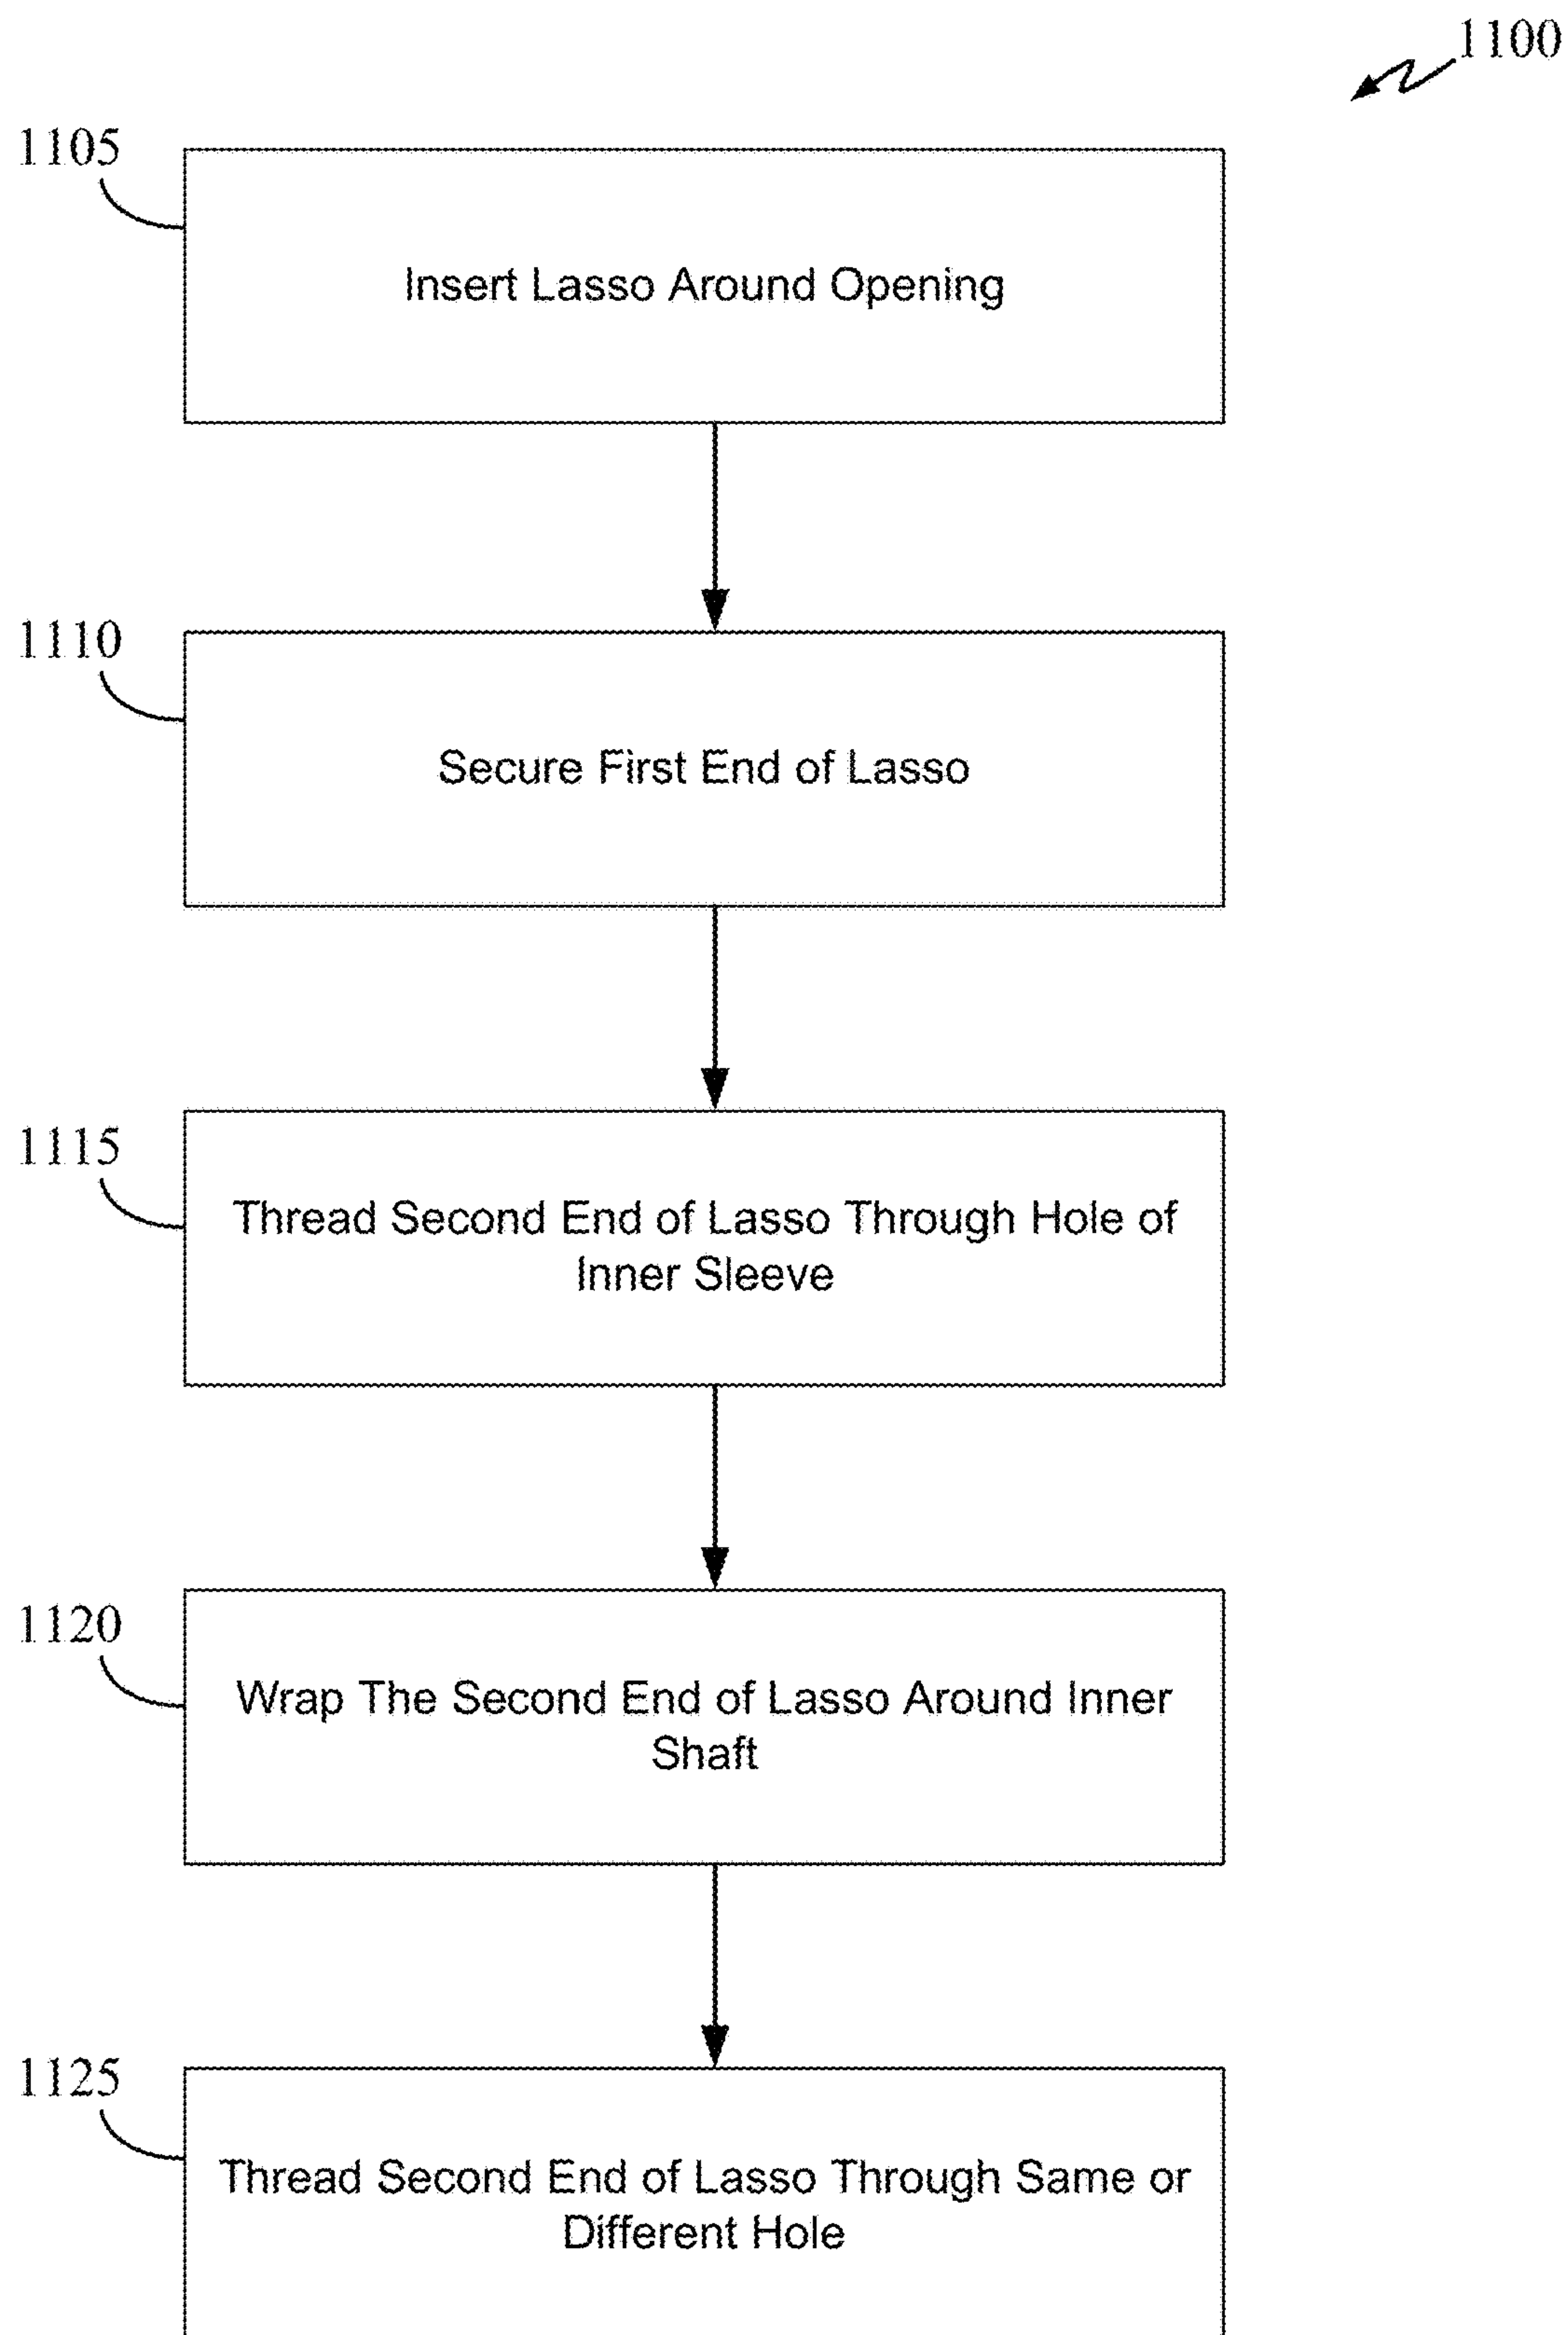 1100
1105
Insert Lasso Around Opening
1110
Secure First End of Lasso
1115
Thread Second End of Lasso Through Hole of
Inner Sleeve
1120
Wrap The Second End of Lasso Around Inner
Shaft
1125
Thread Second End of Lasso Through Same or
Different Hole